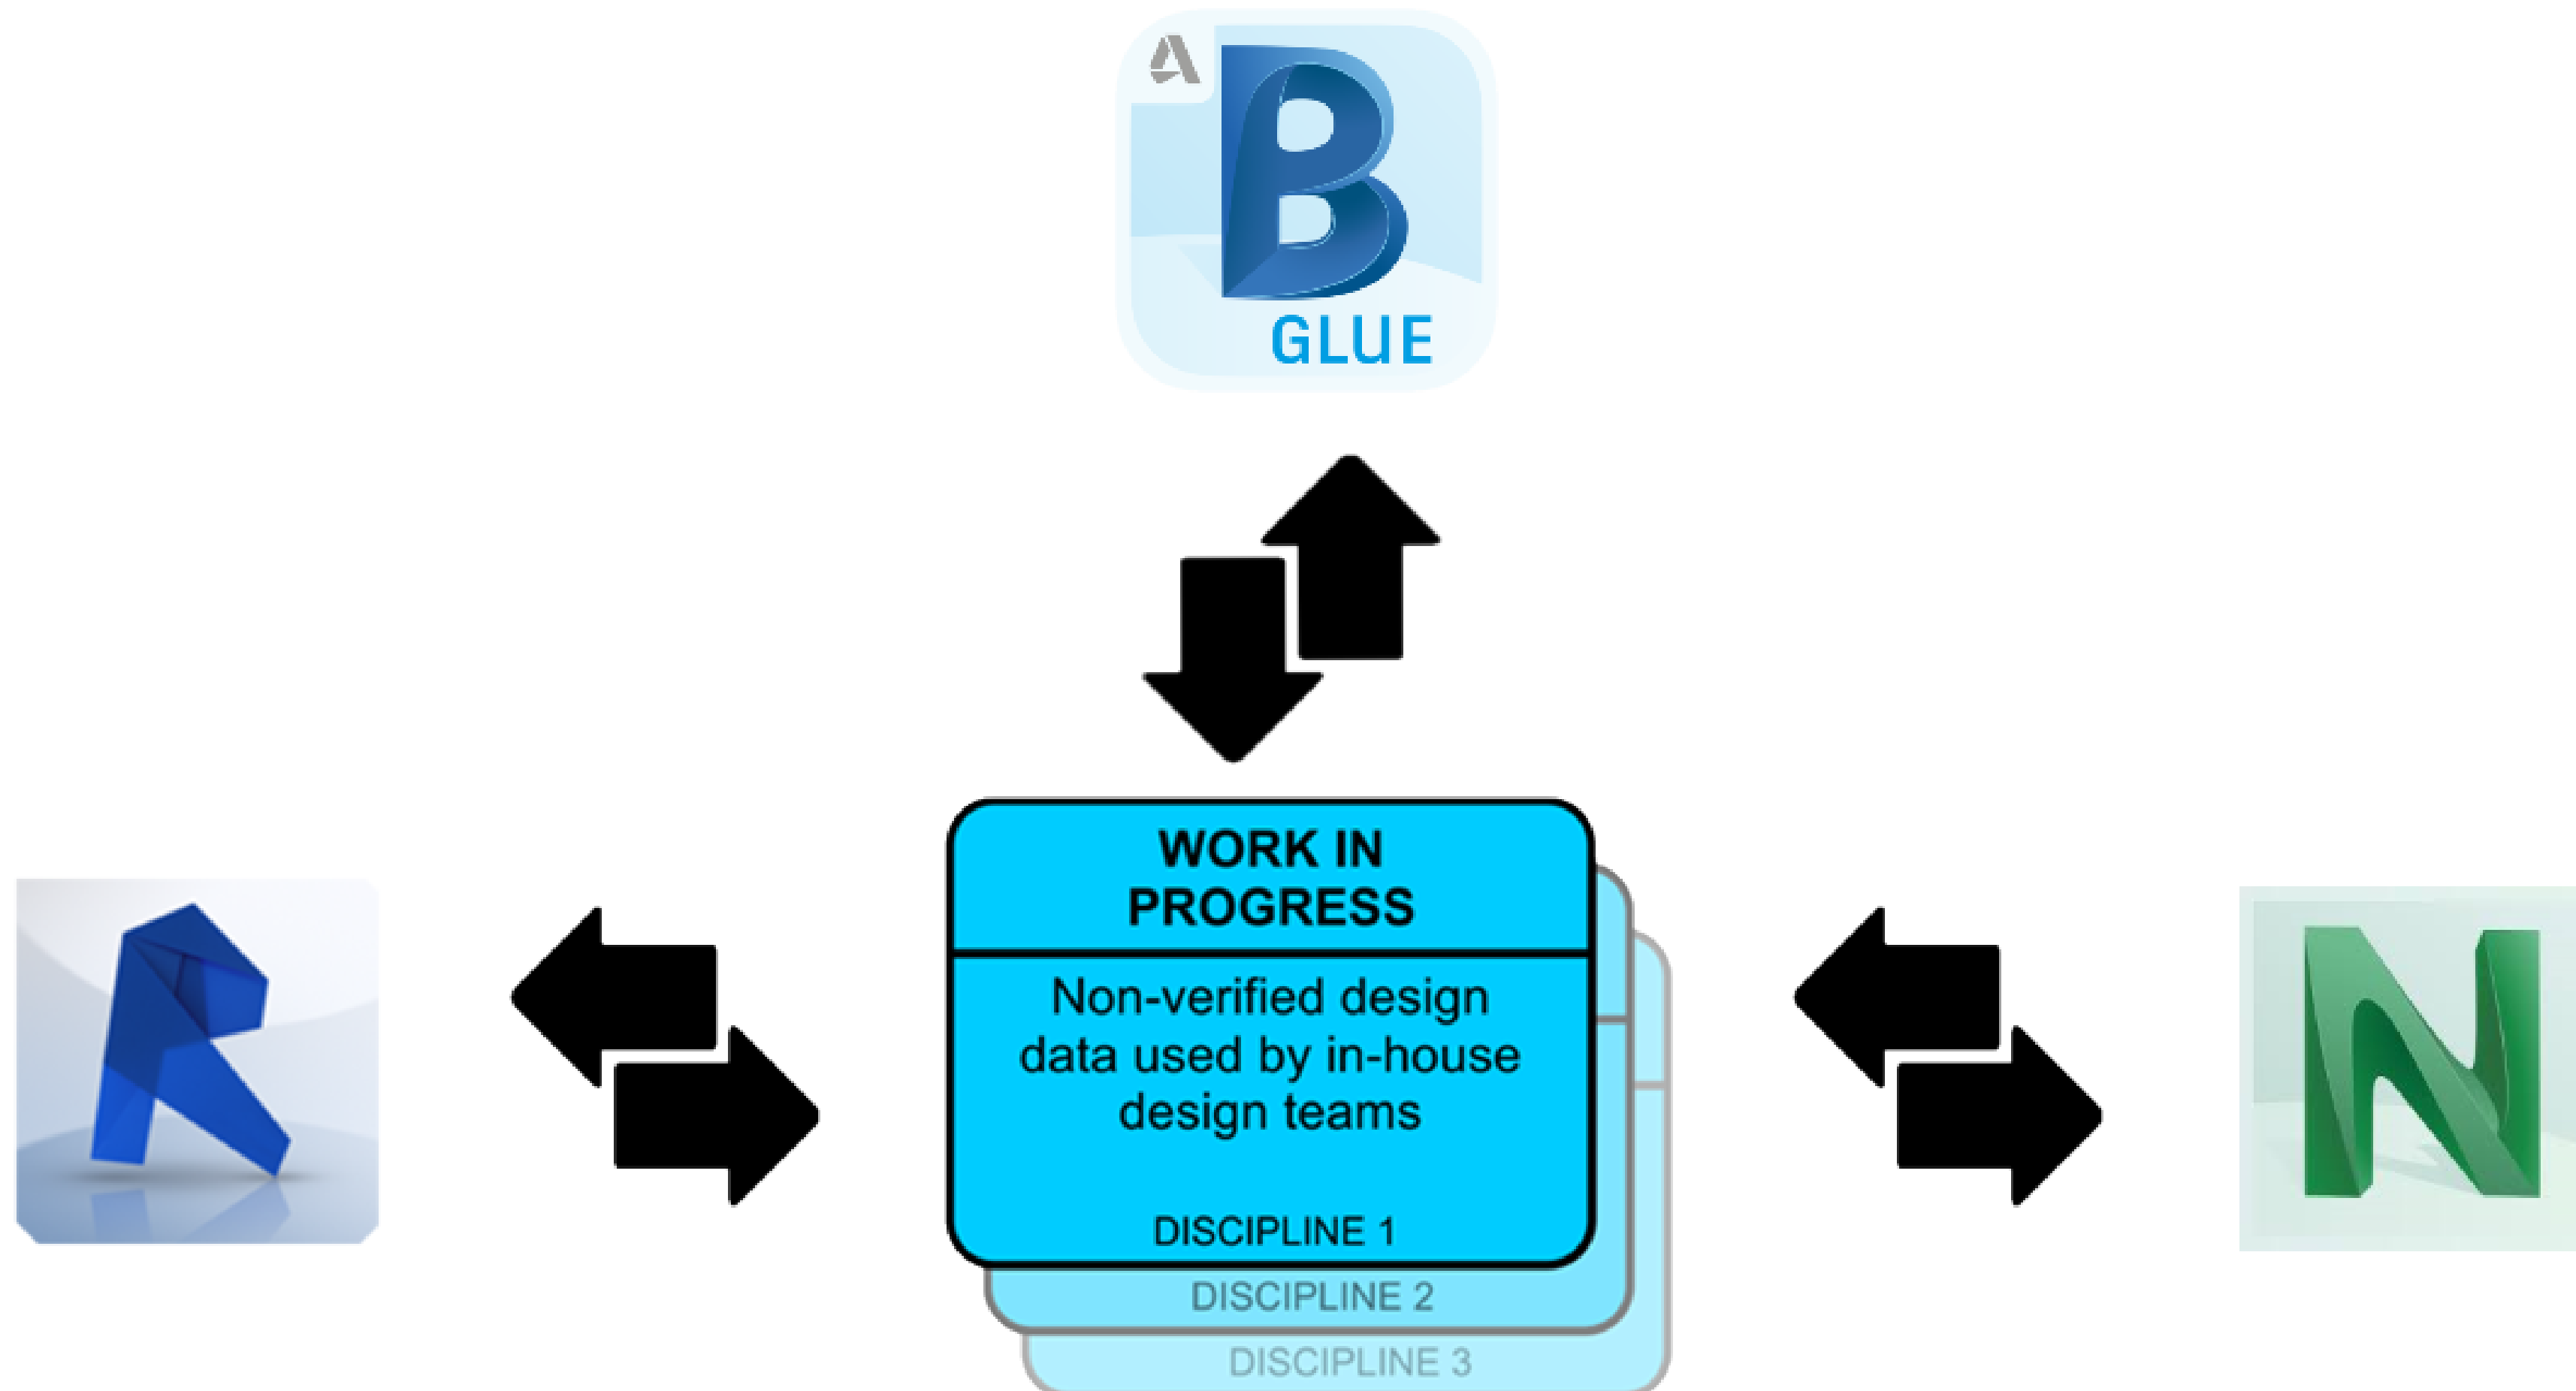 B
GLUE
WORK IN
PROGRESS
Non-verified design
data used by in-house
design teams
DISCIPLINE 1
DISCIPLINE 2
DISCIPLINE 3
R
N